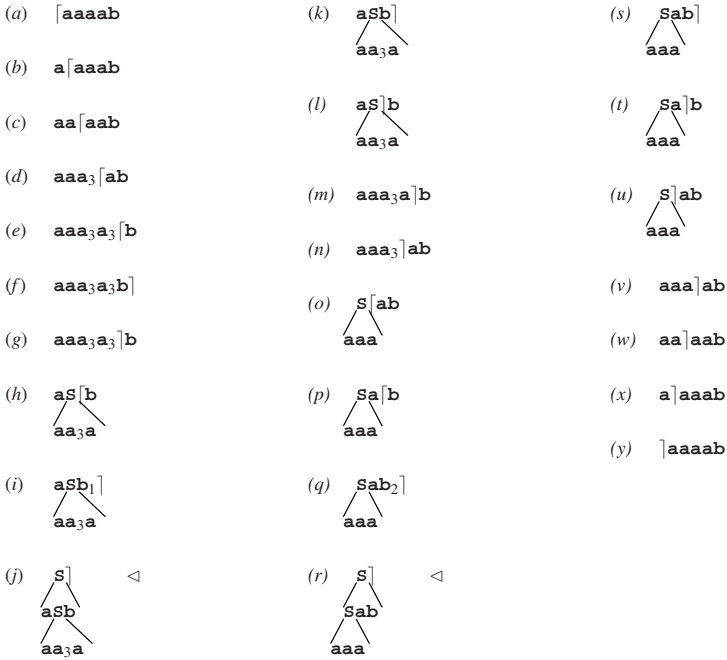 (a) ⌈aaaab
(b) a⌈aaab
(c) aa⌈aab
(d) aaa₃⌈ab
(e) aaa₃a₃⌈b
(f) aaa₃a₃b⌉
(g) aaa₃a₃⌉b
(h) aS⌈b
aa₃a
(i) aSb₁⌉
aa₃a
(j) S⌉ ◁
aSb
aa₃a
(k) aSb⌉
aa₃a
(l) aS⌉b
aa₃a
(m) aaa₃a⌉b
(n) aaa₃⌉ab
(o) S⌈ab
aaa
(p) Sa⌈b
aaa
(q) Sab₂⌉
aaa
(r) S⌉ ◁
Sab
aaa
(s) Sab⌉
aaa
(t) Sa⌉b
aaa
(u) S⌉ab
aaa
(v) aaa⌉ab
(w) aa⌉aab
(x) a⌉aaab
(y) ⌉aaaab